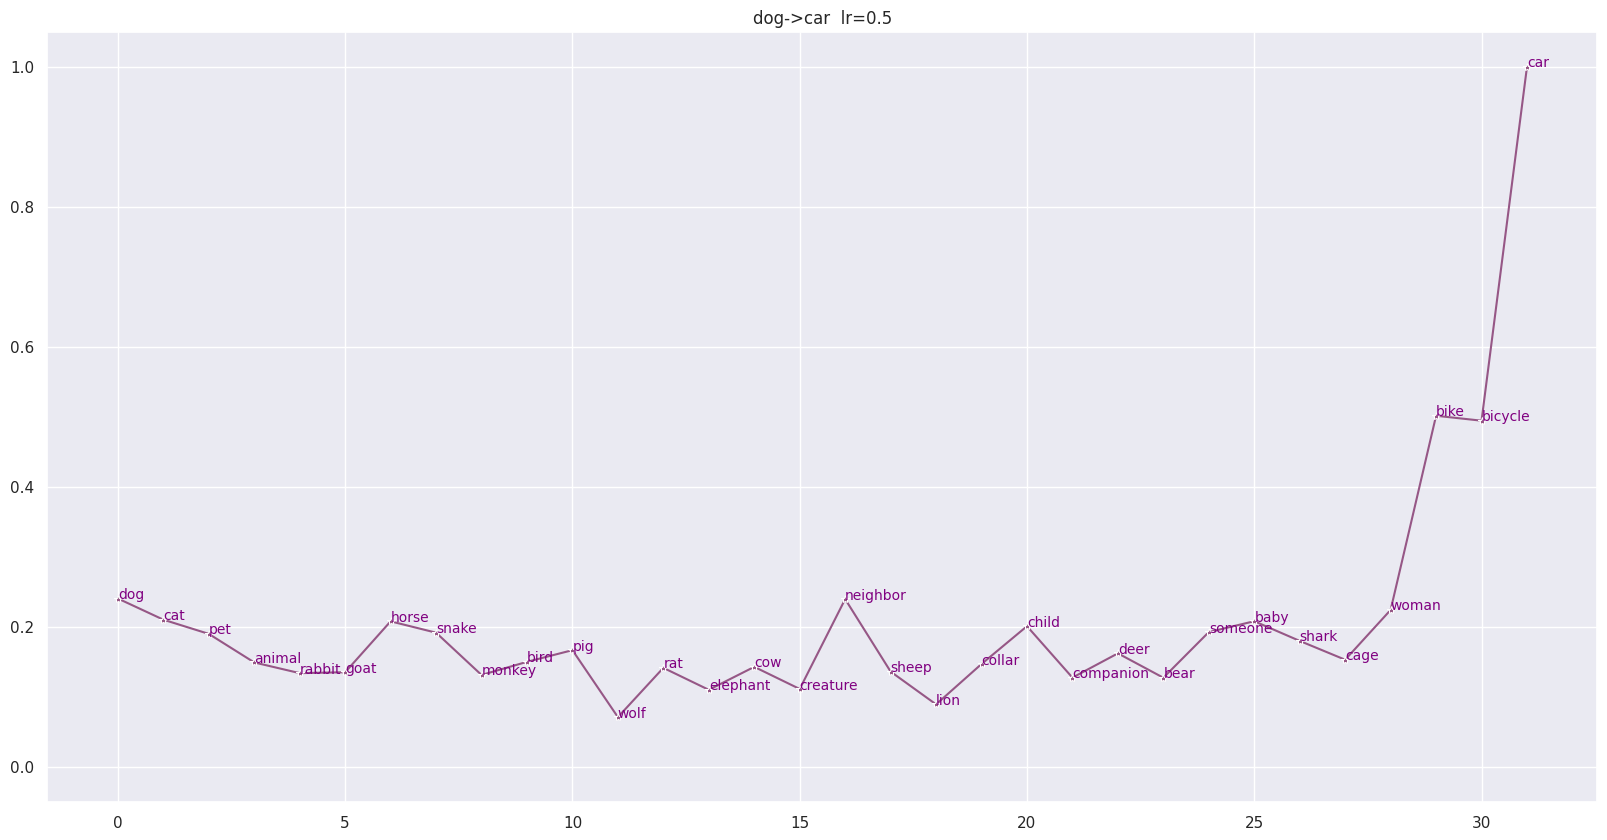 dog->car  lr=0.5
1.0
0.8
0.6
0.4
0.2
0.0
dog
cat
pet
animal
rabbit
goat
horse
snake
monkey
bird
pig
wolf
rat
elephant
cow
creature
neighbor
sheep
lion
collar
child
companion
deer
bear
someone
baby
shark
cage
woman
bike
bicycle
car
0 5 10 15 20 25 30